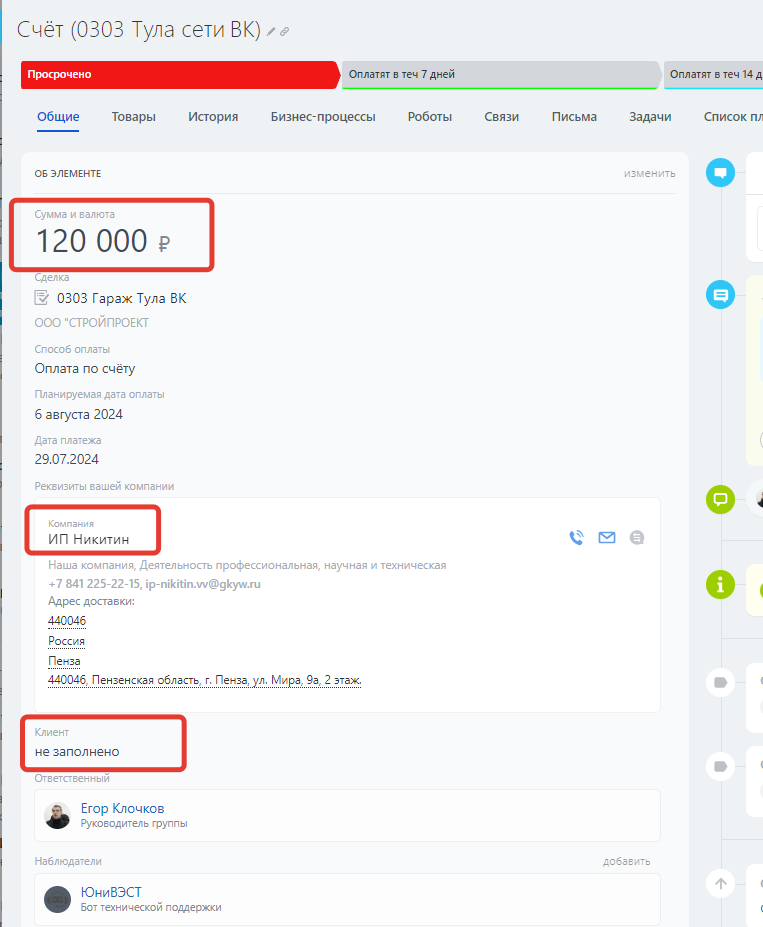 Счёт (0303 Тула сети ВК)
Просрочено
Оплатят в теч 7 дней
Оплатят в теч 14 д
Общие
Товары
История
Бизнес-процессы
Роботы
Связи
Письма
Задачи
Список пл
ОБ ЭЛЕМЕНТЕ
изменить
Сумма и валюта
120 000 ₽
Сделка
0303 Гараж Тула ВК
ООО "СТРОЙПРОЕКТ
Способ оплаты
Оплата по счёту
Планируемая дата оплаты
6 августа 2024
Дата платежа
29.07.2024
Реквизиты вашей компании
Компания
ИП Никитин
Наша компания, Деятельность профессиональная, научная и техническая
+7 841 225-22-15, ip-nikitin.vv@gkyw.ru
Адрес доставки:
440046
Россия
Пенза
440046, Пензенская область, г. Пенза, ул. Мира, 9а, 2 этаж.
Клиент
не заполнено
Ответственный
Егор Клочков
Руководитель группы
Наблюдатели
добавить
ЮниВЭСТ
Бот технической поддержки